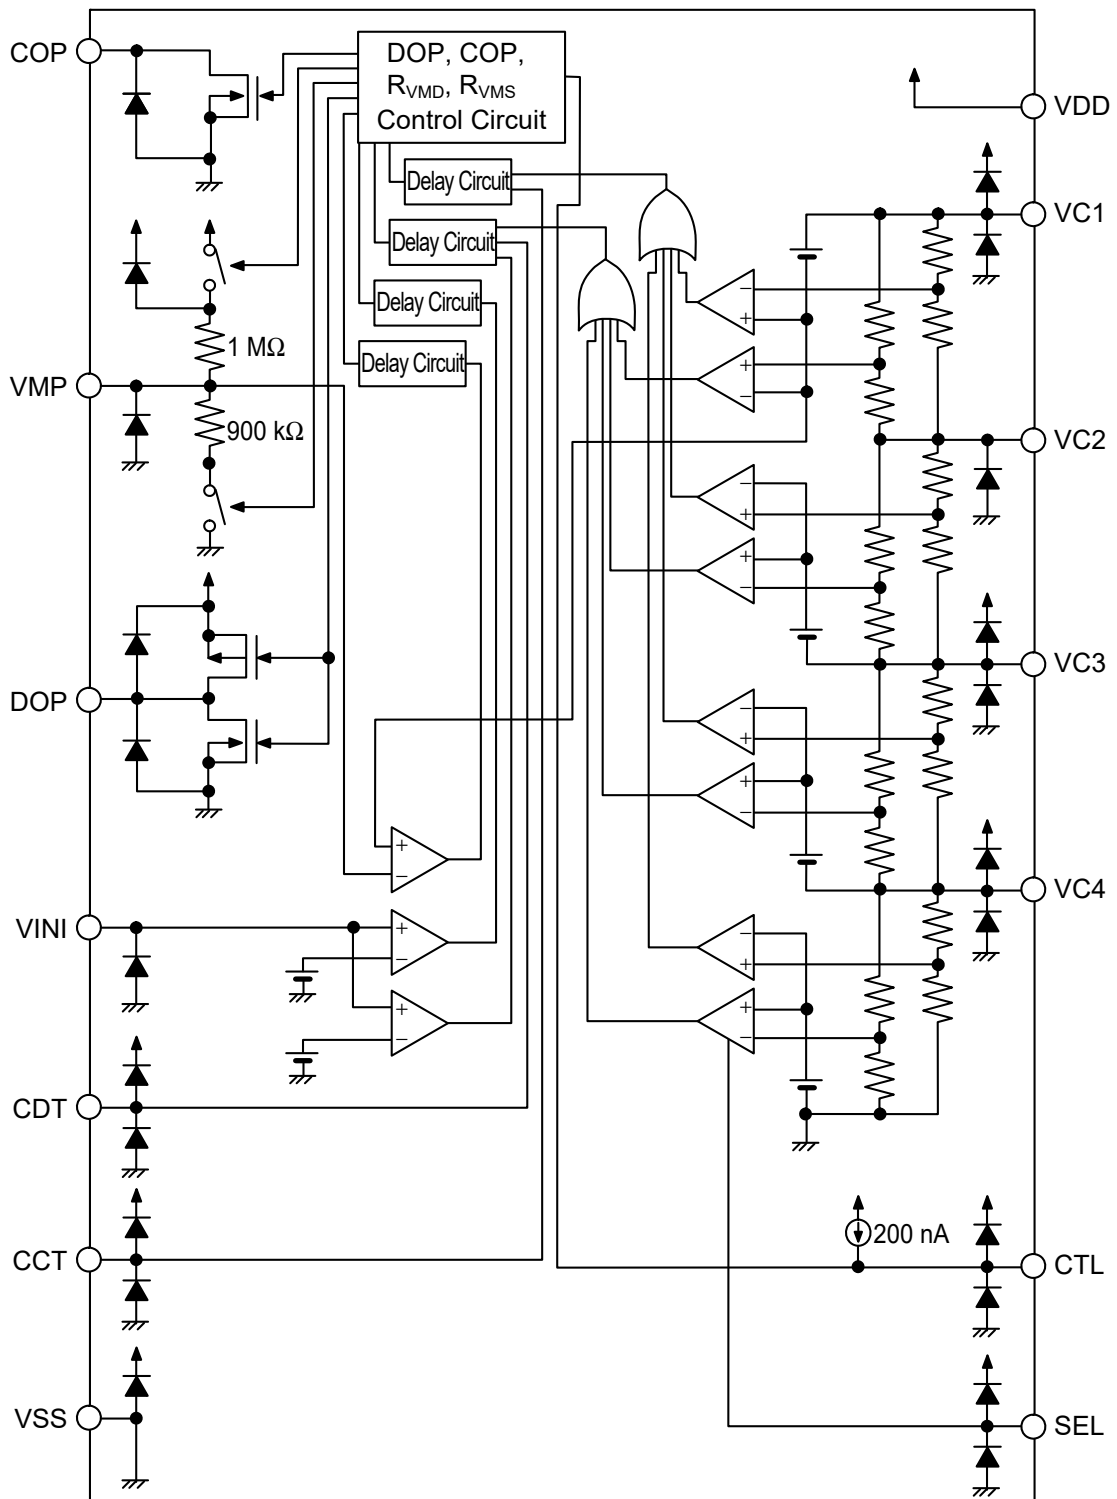 COP
DOP, COP,
RVMD, RVMS
Control Circuit
VDD
Delay Circuit
VC1
Delay Circuit
−
Delay Circuit
+
1 MΩ
Delay Circuit
+
VMP
−
900 kΩ
VC2
−
+
+
−
VC3
DOP
−
+
+
−
+
−
VC4
VINI
+
−
−
+
+
+
−
−
CDT
200 nA
CCT
CTL
VSS
SEL